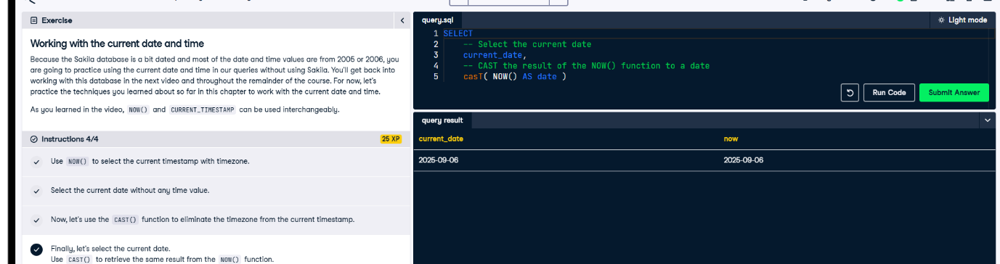 Exercise
Working with the current date and time
Because the Sakila database is a bit dated and most of the date and time values are from 2005 or 2006, you
are going to practice using the current date and time in our queries without using Sakila. You'll get back into
working with this database in the next video and throughout the remainder of the course. For now, let's
practice the techniques you learned about so far in this chapter to work with the current date and time.
As you learned in the video, NOW() and CURRENT_TIMESTAMP can be used interchangeably.
Instructions 4/4
25 XP
Use NOW() to select the current timestamp with timezone.
Select the current date without any time value.
Now, let's use the CAST() function to eliminate the timezone from the current timestamp.
Finally, let's select the current date.
Use CAST() to retrieve the same result from the NOW() function.
query.sql
Light mode
1 SELECT
2 -- Select the current date
3 current_date,
4 -- CAST the result of the NOW() function to a date
5 casT( NOW() AS date )
Run Code
Submit Answer
query result
current_date now
2025-09-06 2025-09-06